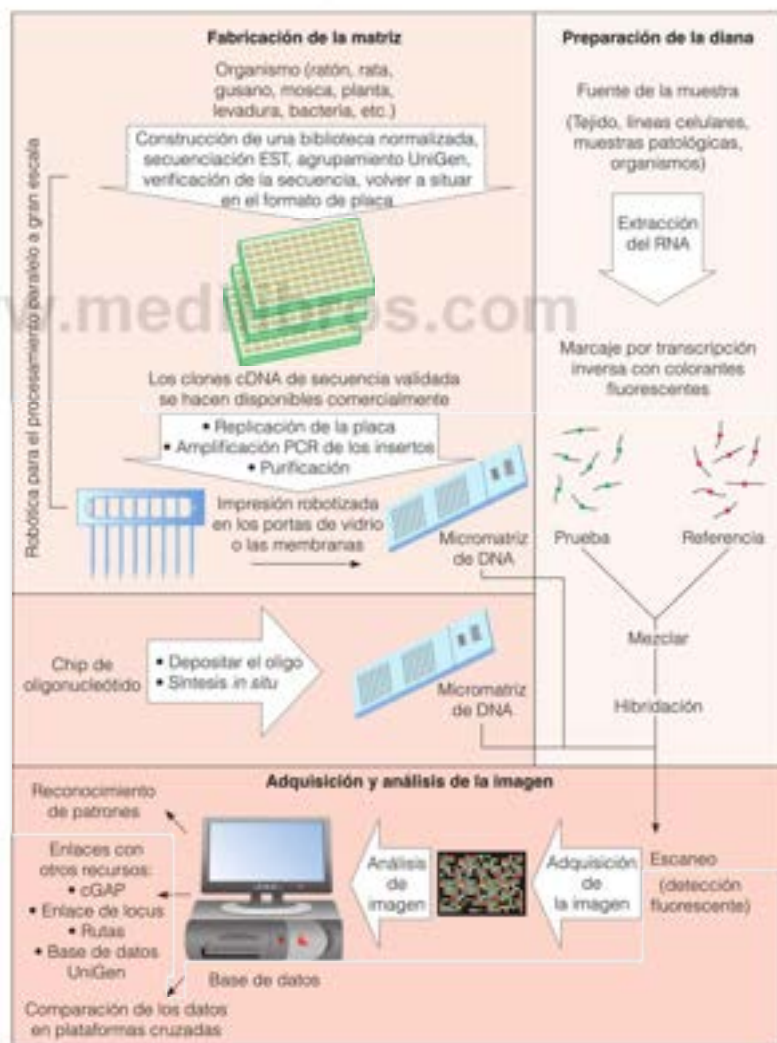 Fabricación de la matriz
Organismo (ratón, rata,
gusano, mosca, planta,
levadura, bacteria, etc.)
Construcción de una biblioteca normalizada,
secuenciación EST, agrupamiento UniGen,
verificación de la secuencia, volver a situar
en el formato de placa
Robótica para el procesamiento paralelo a gran escala
w.medilibros.com
Los clones cDNA de secuencia validada
se hacen disponibles comercialmente
• Replicación de la placa
• Amplificación PCR de los insertos
• Purificación
Impresión robotizada
en los portas de vidrio
o las membranas
Micromatriz
de DNA
Preparación de la diana
Fuente de la muestra
(Tejido, líneas celulares,
muestras patológicas,
organismos)
Extracción
del RNA
Marcaje por transcripción
inversa con colorantes
fluorescentes
Prueba
Referencia
Mezclar
Hibridación
Chip de
oligonucleótido
• Depositar el oligo
• Síntesis in situ
Micromatriz
de DNA
Adquisición y análisis de la imagen
Reconocimiento
de patrones
Enlaces con
otros recursos:
• cGAP
• Enlace de locus
• Rutas
• Base de datos
UniGen
Comparación de los datos
en plataformas cruzadas
Base de datos
Análisis
de
imagen
Adquisición
de
la imagen
Escaneo
(detección
fluorescente)